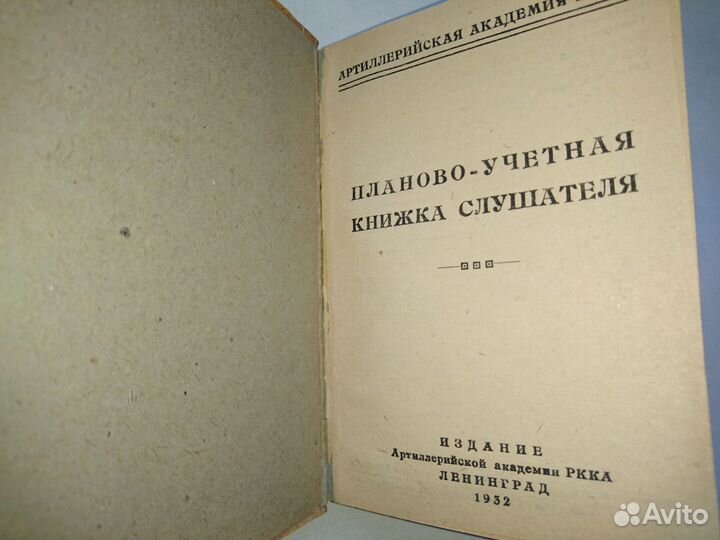 АРТИЛЛЕРИЙСКАЯ АКАДЕМИЯ
ПЛАНОВО-УЧЕТНАЯ
КНИЖКА СЛУШАТЕЛЯ
ИЗДАНИЕ
Артиллерийской академии РККА
ЛЕНИНГРАД
1932
Avito